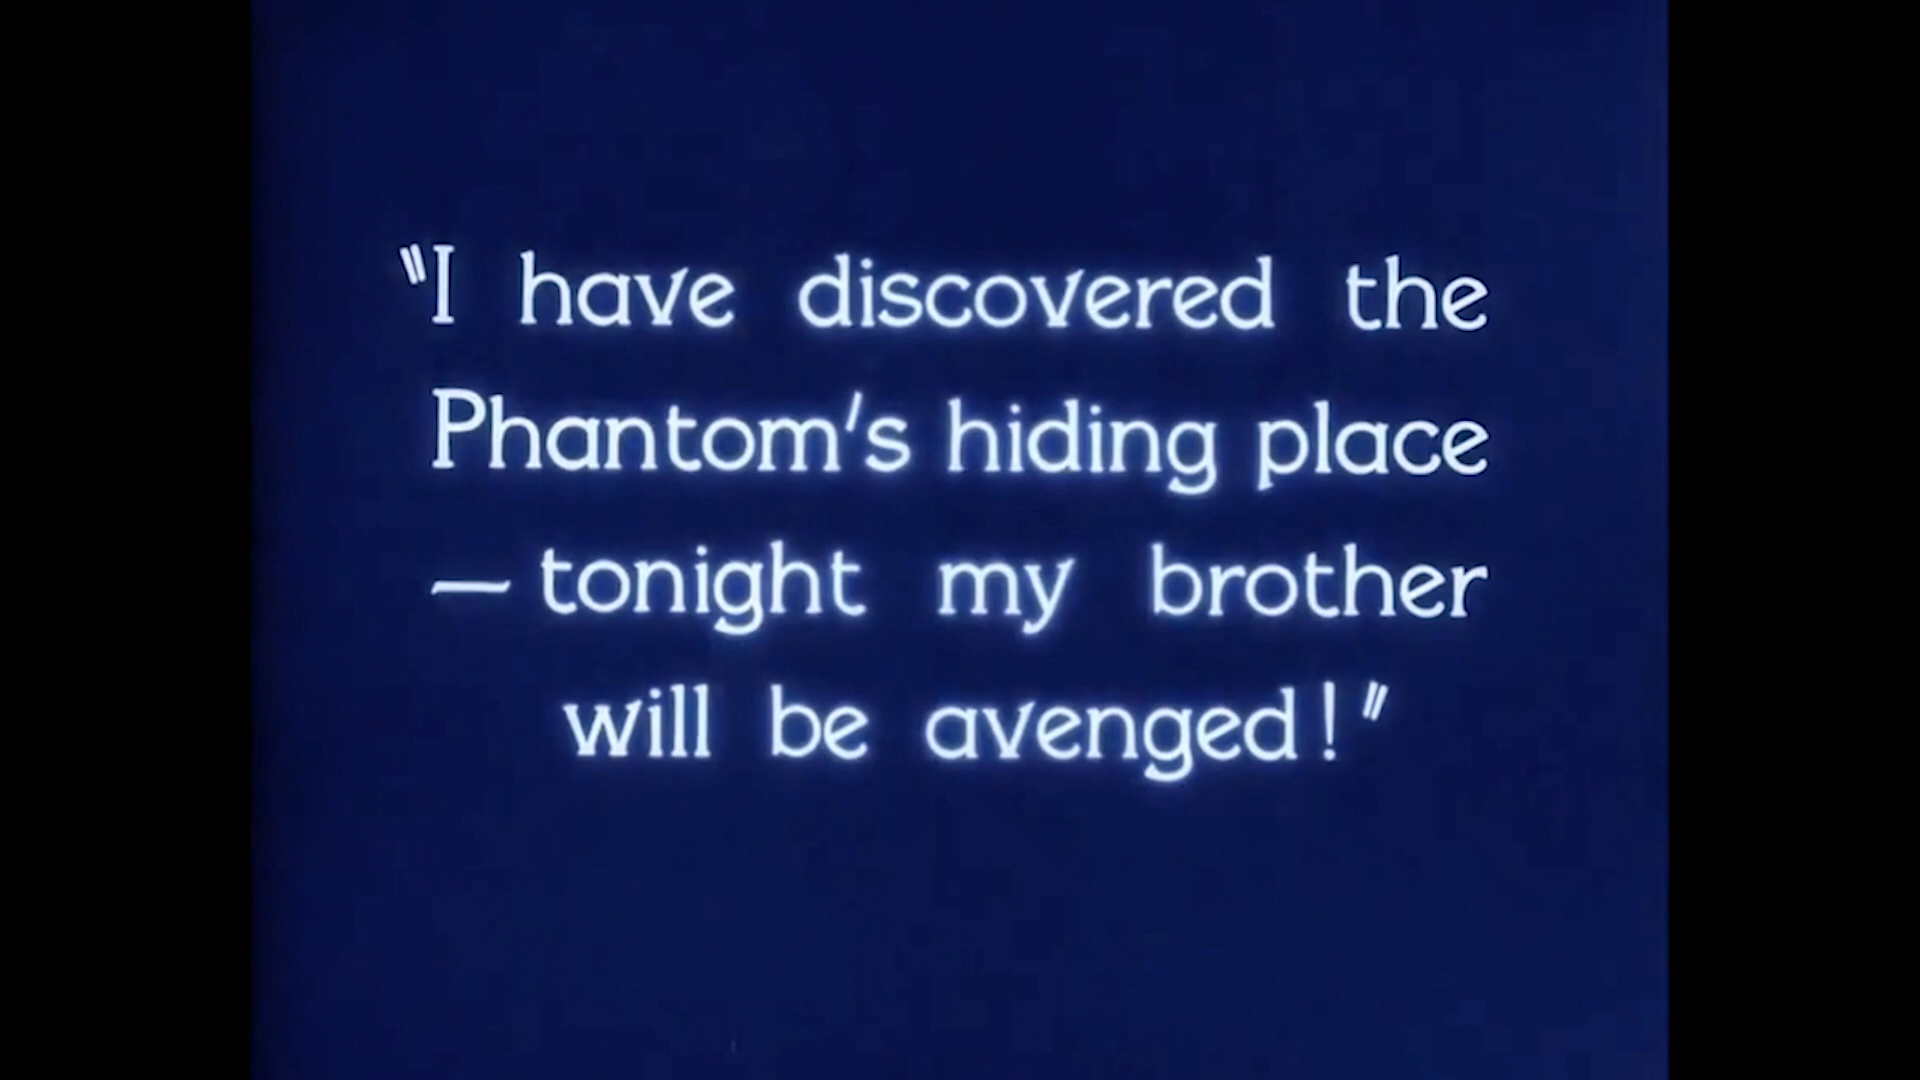 "I have discovered the
Phantom's hiding place
— tonight my brother
will be avenged!"